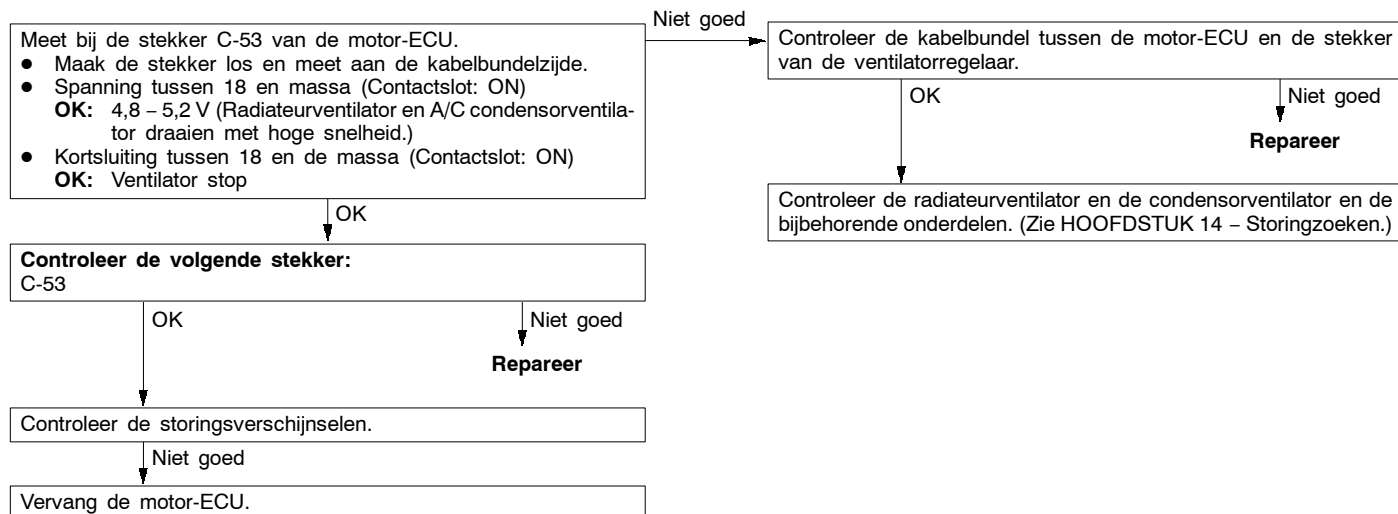 Meet bij de stekker C-53 van de motor-ECU.
● Maak de stekker los en meet aan de kabelbundelzijde.
● Spanning tussen 18 en massa (Contactslot: ON)
OK: 4,8 – 5,2 V (Radiateurventilator en A/C condensorventila-
tor draaien met hoge snelheid.)
● Kortsluiting tussen 18 en de massa (Contactslot: ON)
OK: Ventilator stop
Niet goed
Controleer de kabelbundel tussen de motor-ECU en de stekker
van de ventilatorregelaar.
OK
Niet goed
Repareer
Controleer de radiateurventilator en de condensorventilator en de
bijbehorende onderdelen. (Zie HOOFDSTUK 14 – Storingzoeken.)
OK
Controleer de volgende stekker:
C-53
OK
Niet goed
Repareer
Controleer de storingsverschijnselen.
Niet goed
Vervang de motor-ECU.